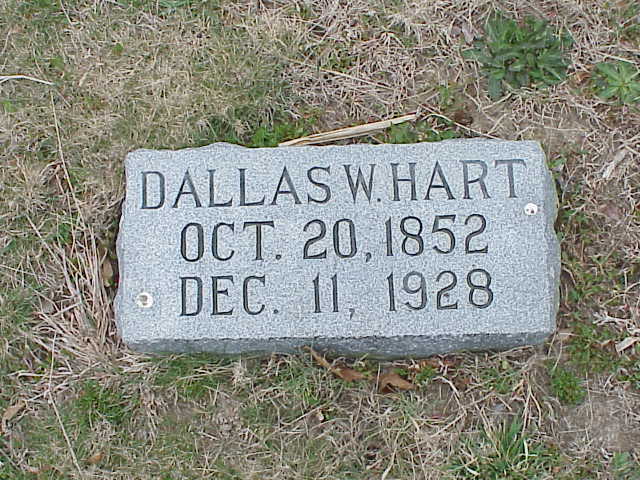 DALLAS W. HART
OCT. 20, 1852
DEC. 11, 1928